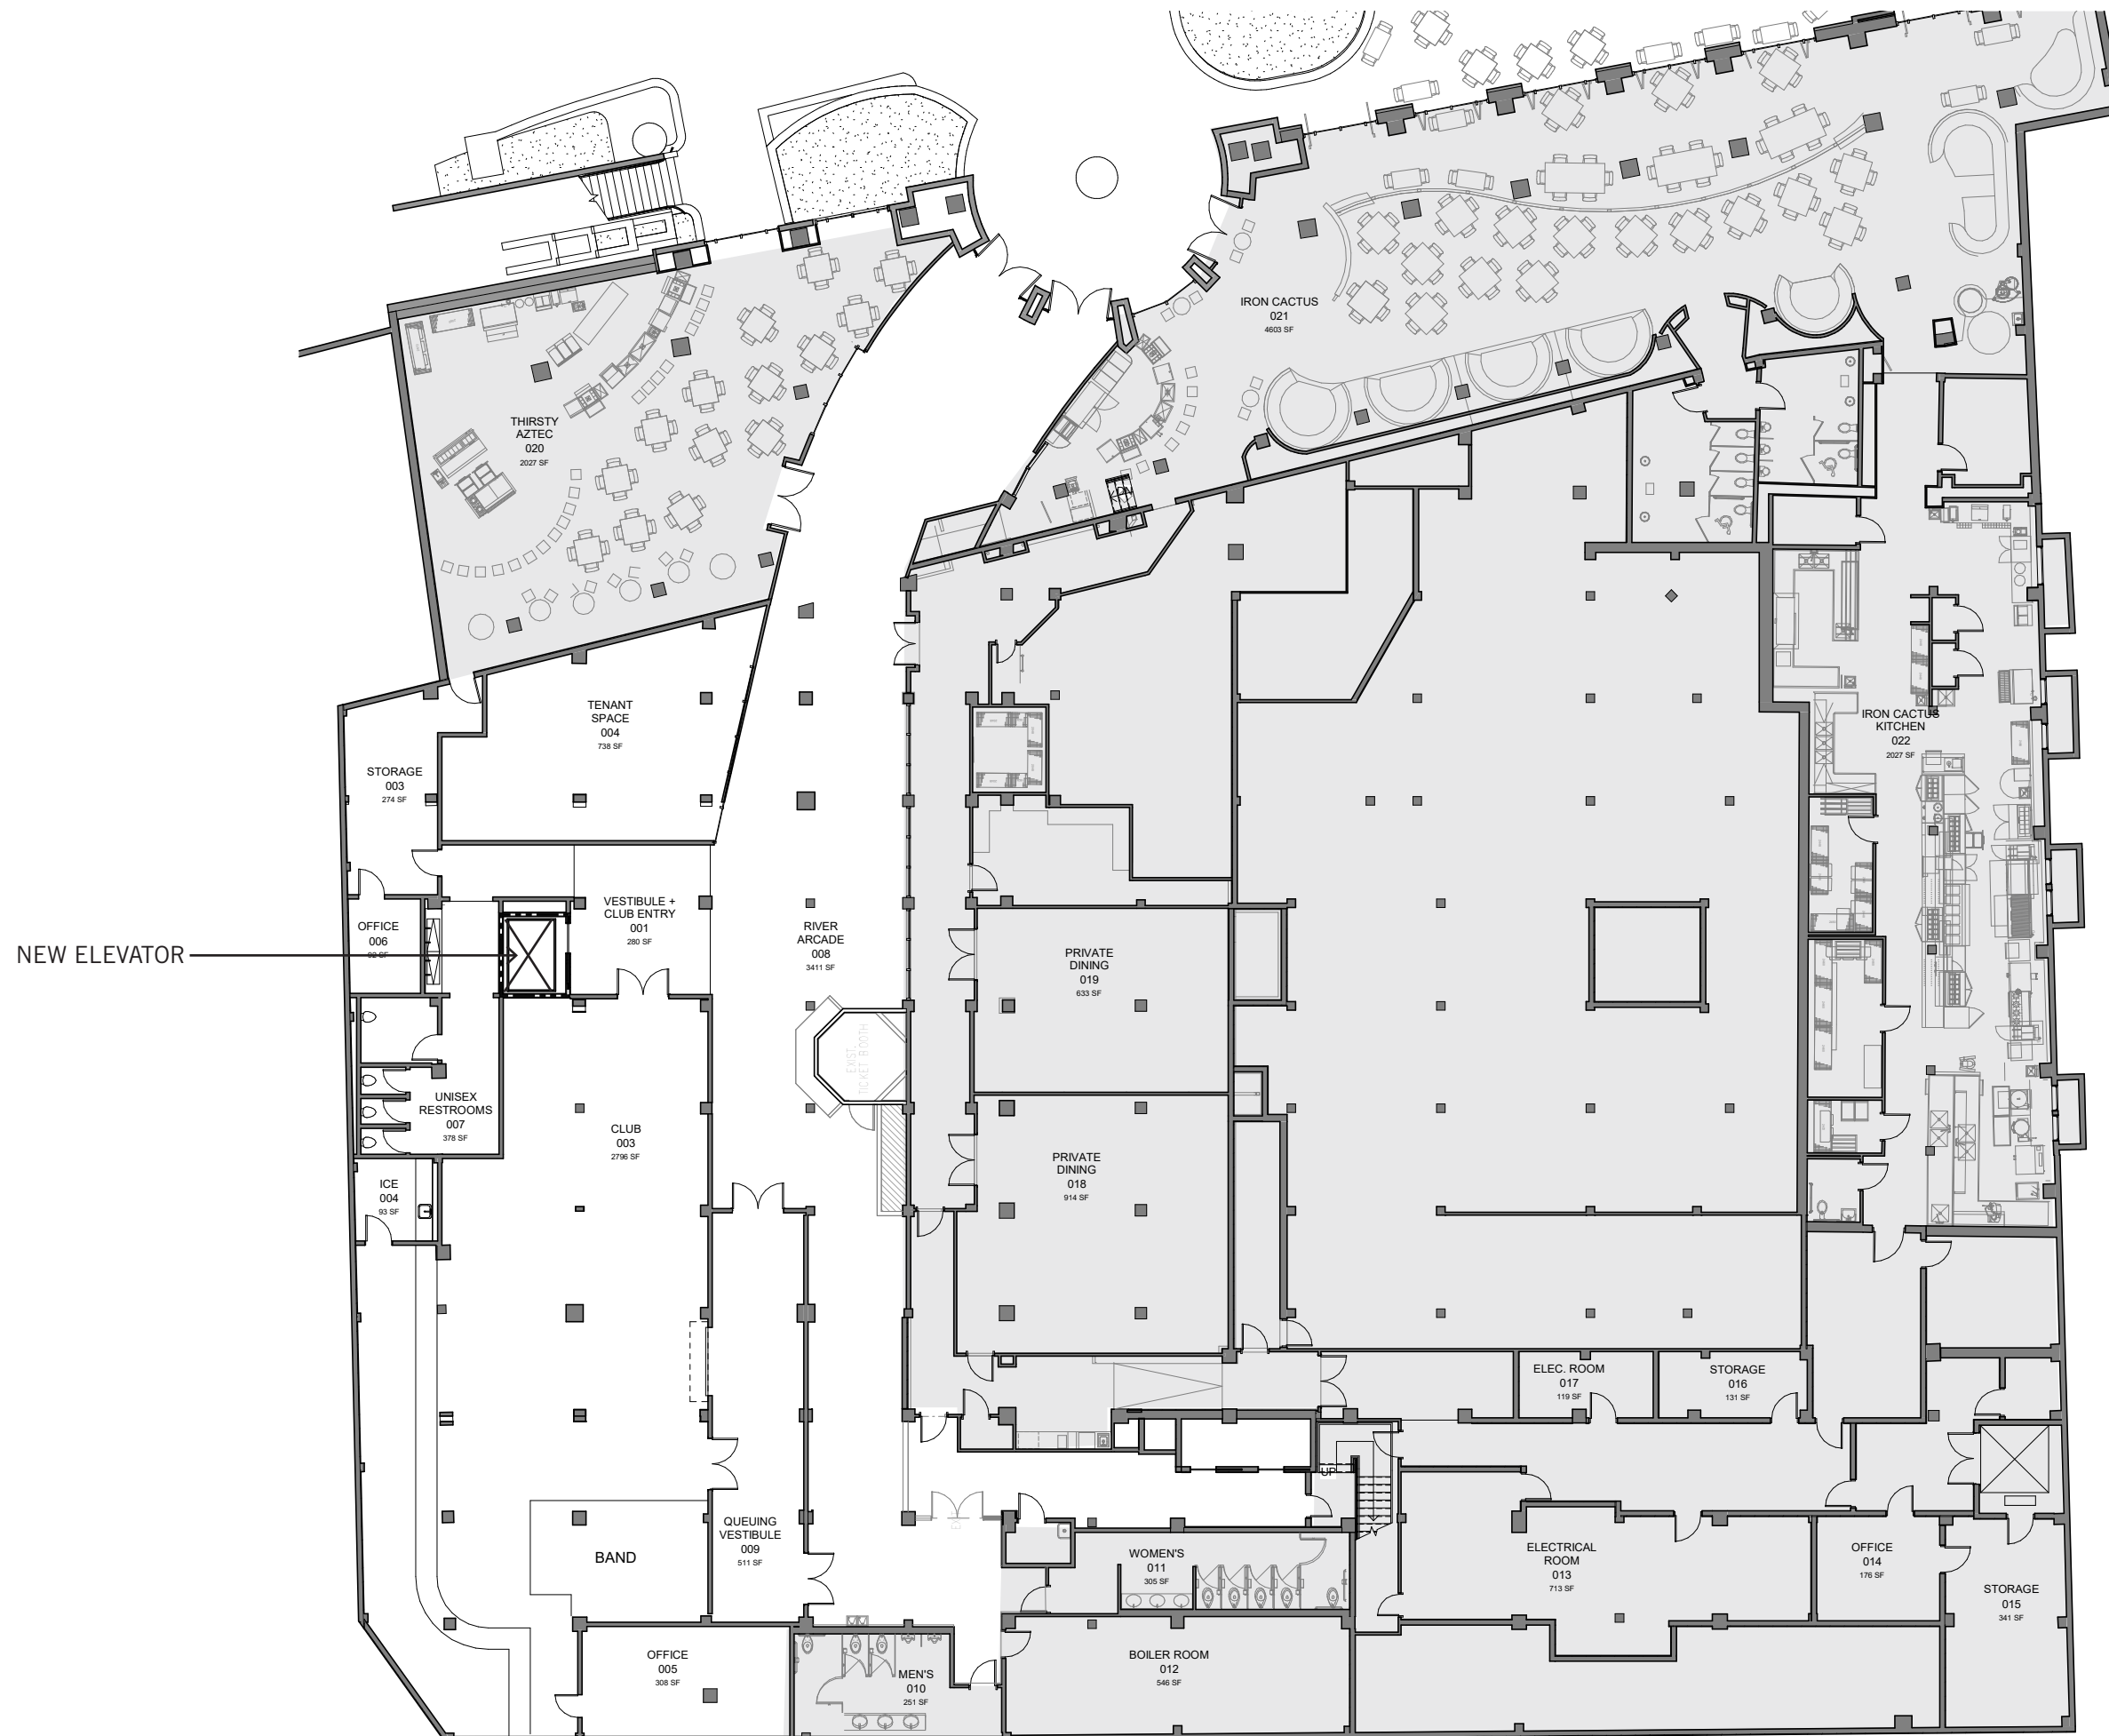 IRON CACTUS
021
4603 SF
THIRSTY
AZTEC
020
2027 SF
TENANT
SPACE
004
738 SF
IRON CACTUS
KITCHEN
022
2027 SF
STORAGE
003
274 SF
VESTIBULE +
CLUB ENTRY
001
280 SF
OFFICE
006
RIVER
ARCADE
008
3411 SF
NEW ELEVATOR
PRIVATE
DINING
019
633 SF
EXIST.
TICKET BOOTH
UNISEX
RESTROOMS
007
378 SF
CLUB
003
2796 SF
PRIVATE
DINING
018
914 SF
ICE
004
93 SF
ELEC. ROOM
017
119 SF
STORAGE
016
131 SF
UP
QUEUING
VESTIBULE
009
511 SF
BAND
WOMEN'S
011
305 SF
ELECTRICAL
ROOM
013
713 SF
OFFICE
014
176 SF
STORAGE
015
341 SF
OFFICE
005
308 SF
MEN'S
010
251 SF
BOILER ROOM
012
546 SF